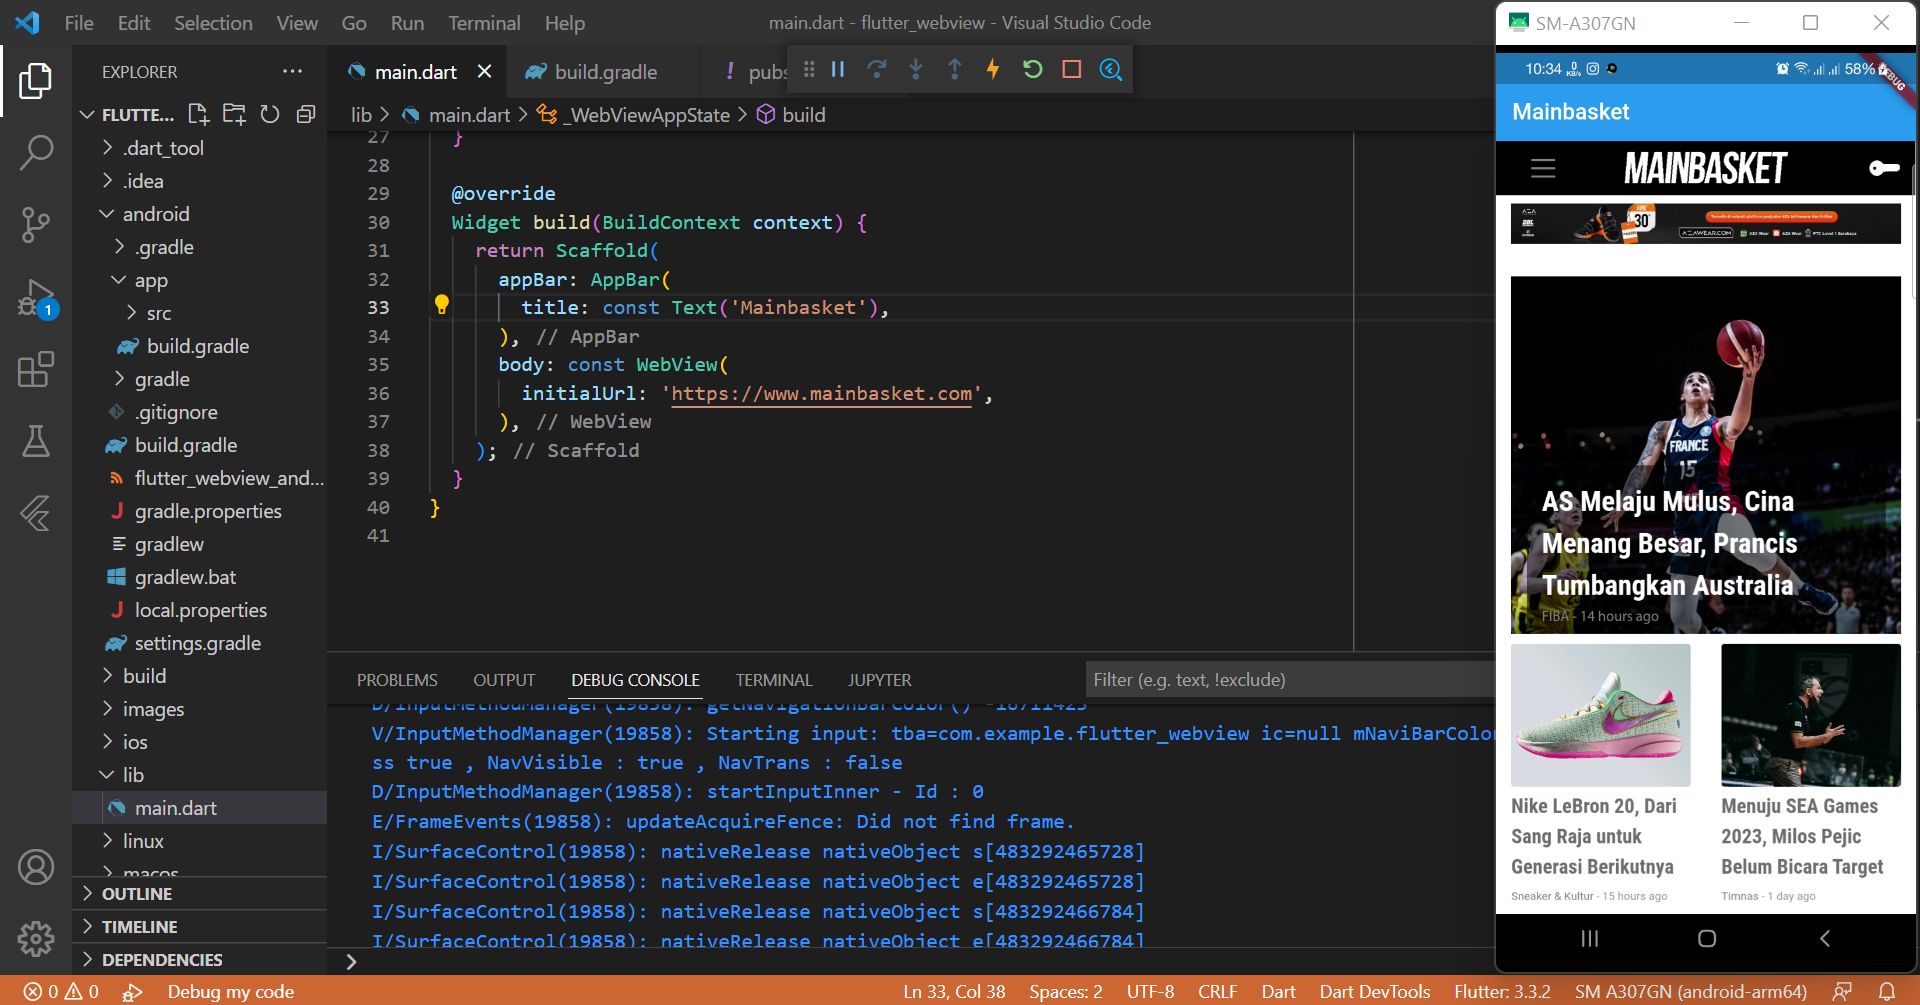 File Edit Selection View Go Run Terminal Help
main.dart - flutter_webview - Visual Studio Code
EXPLORER
FLUTTE...
.dart_tool
.idea
android
.gradle
app
src
build.gradle
gradle
.gitignore
build.gradle
flutter_webview_and...
gradle.properties
gradlew
gradlew.bat
local.properties
settings.gradle
build
images
ios
lib
main.dart
linux
macos
OUTLINE
TIMELINE
DEPENDENCIES
1
main.dart
build.gradle
pubs
lib > main.dart > _WebViewAppState > build
27 }
28
29 @override
30 Widget build(BuildContext context) {
31 return Scaffold(
32 appBar: AppBar(
33 title: const Text('Mainbasket'),
34 ), // AppBar
35 body: const WebView(
36 initialUrl: 'https://www.mainbasket.com',
37 ), // WebView
38 ); // Scaffold
39 }
40 }
41
PROBLEMS OUTPUT DEBUG CONSOLE TERMINAL JUPYTER
Filter (e.g. text, !exclude)
D/InputMethodManager(19858): getNavigationBarColor() -16711423
V/InputMethodManager(19858): Starting input: tba=com.example.flutter_webview ic=null mNaviBarColor
ss true , NavVisible : true , NavTrans : false
D/InputMethodManager(19858): startInputInner - Id : 0
E/FrameEvents(19858): updateAcquireFence: Did not find frame.
I/SurfaceControl(19858): nativeRelease nativeObject s[483292465728]
I/SurfaceControl(19858): nativeRelease nativeObject e[483292465728]
I/SurfaceControl(19858): nativeRelease nativeObject s[483292466784]
I/SurfaceControl(19858): nativeRelease nativeObject e[483292466784]
0 0
Debug my code
Ln 33, Col 38 Spaces: 2 UTF-8 CRLF Dart Dart DevTools Flutter: 3.3.2 SM A307GN (android-arm64)
SM-A307GN
10:34 0 KB/s 58%
DEBUG
Mainbasket
MAINBASKET
30
AZAWEAR.COM
FRANCE
15
AS Melaju Mulus, Cina
Menang Besar, Prancis
Tumbangkan Australia
FIBA - 14 hours ago
Nike LeBron 20, Dari
Sang Raja untuk
Generasi Berikutnya
Sneaker & Kultur - 15 hours ago
Menuju SEA Games
2023, Milos Pejic
Belum Bicara Target
Timnas - 1 day ago